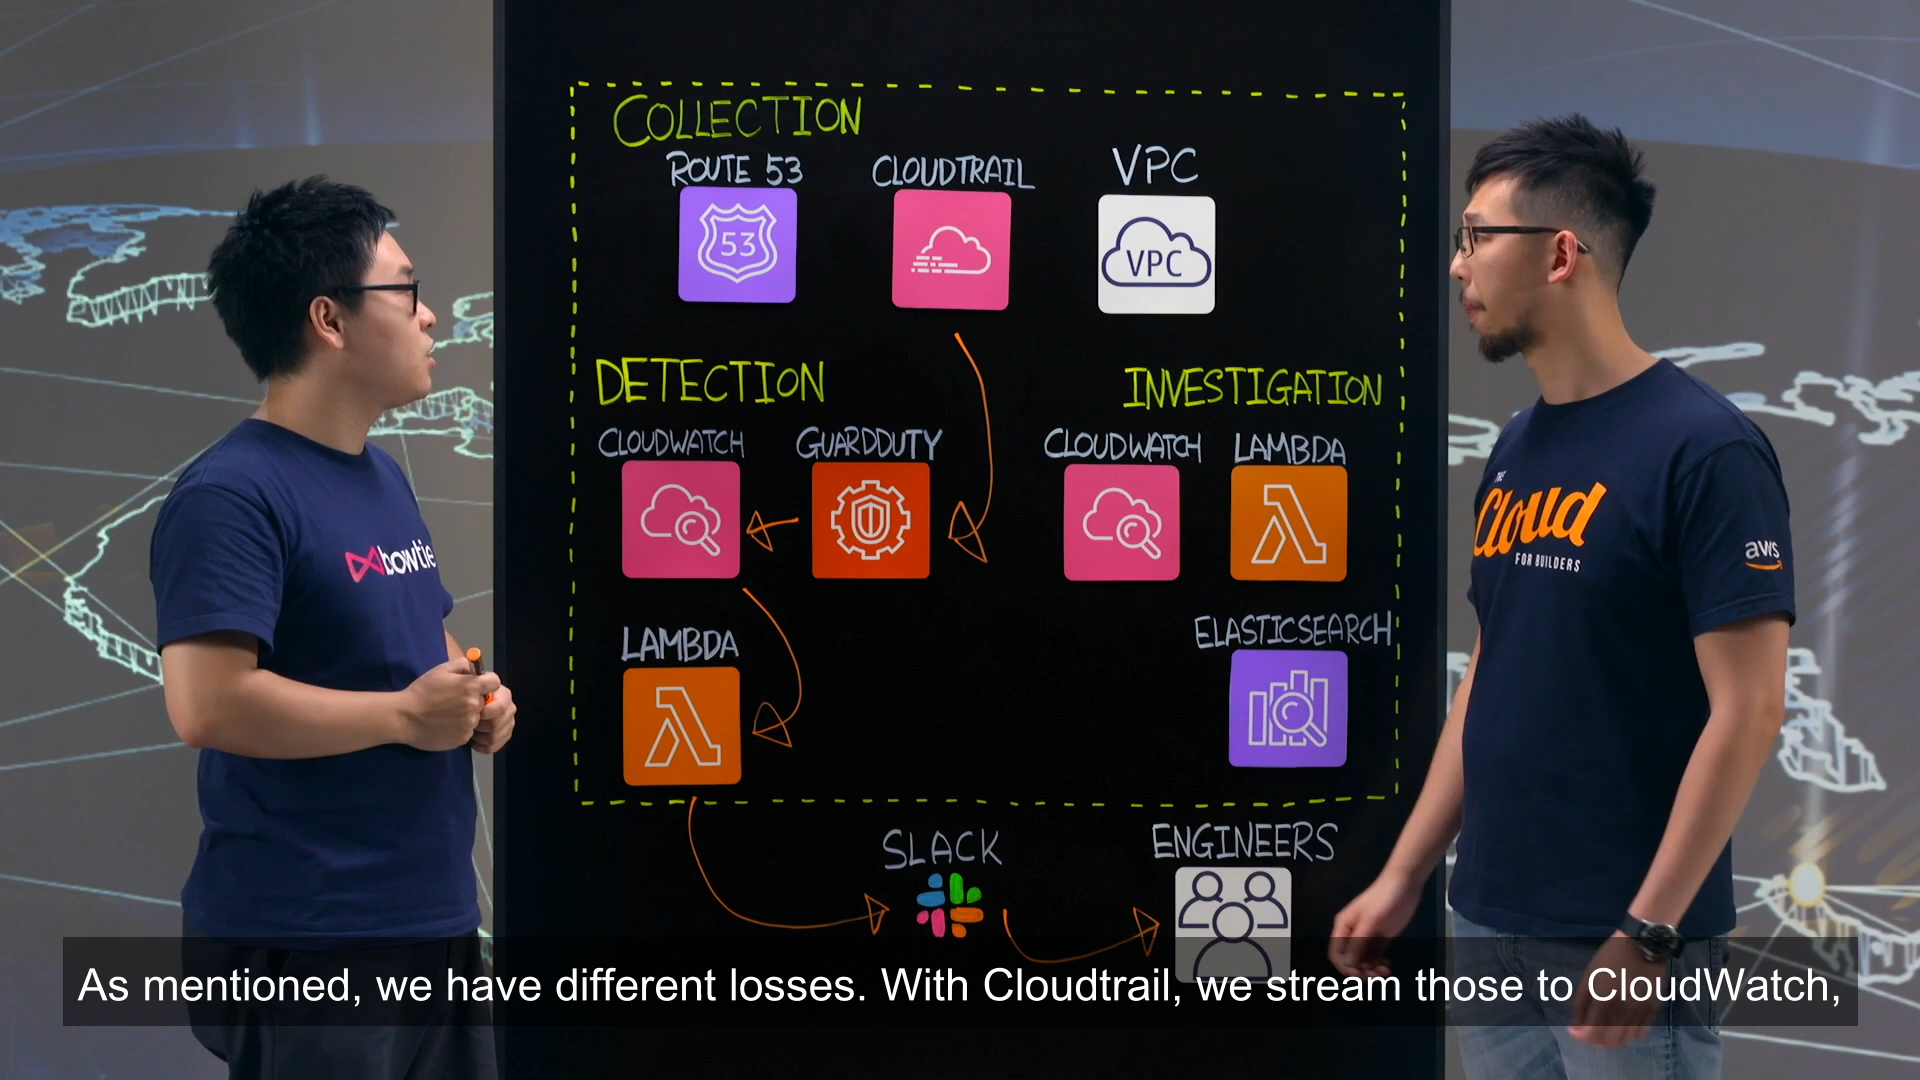 COLLECTION
ROUTE 53
CLOUDTRAIL
VPC
53
VPC
DETECTION
INVESTIGATION
CLOUDWATCH
GUARDDUTY
CLOUDWATCH
LAMBDA
LAMBDA
ELASTICSEARCH
SLACK
ENGINEERS
bowtie
THE
Cloud
FOR BUILDERS
aws
As mentioned, we have different losses. With Cloudtrail, we stream those to CloudWatch,